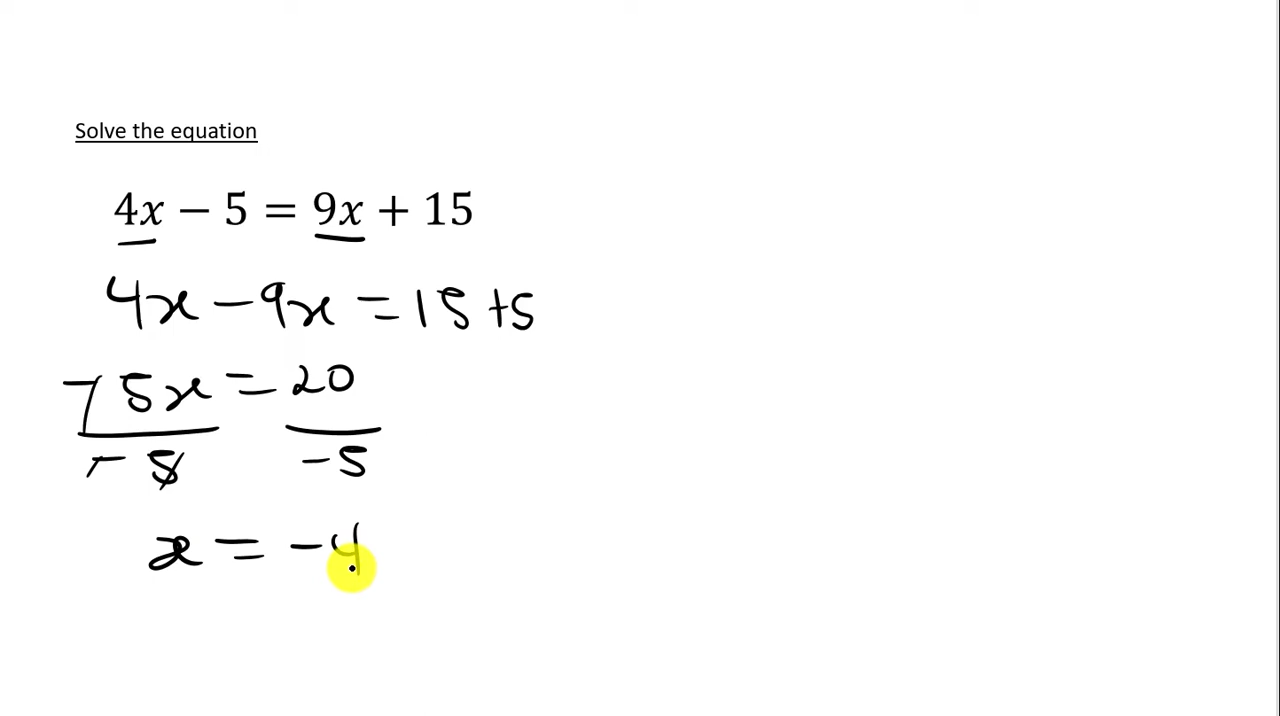 Solve the equation
4x − 5 = 9x + 15
4x − 9x = 15 + 5
−5x = 20
−5 −5
x = −4